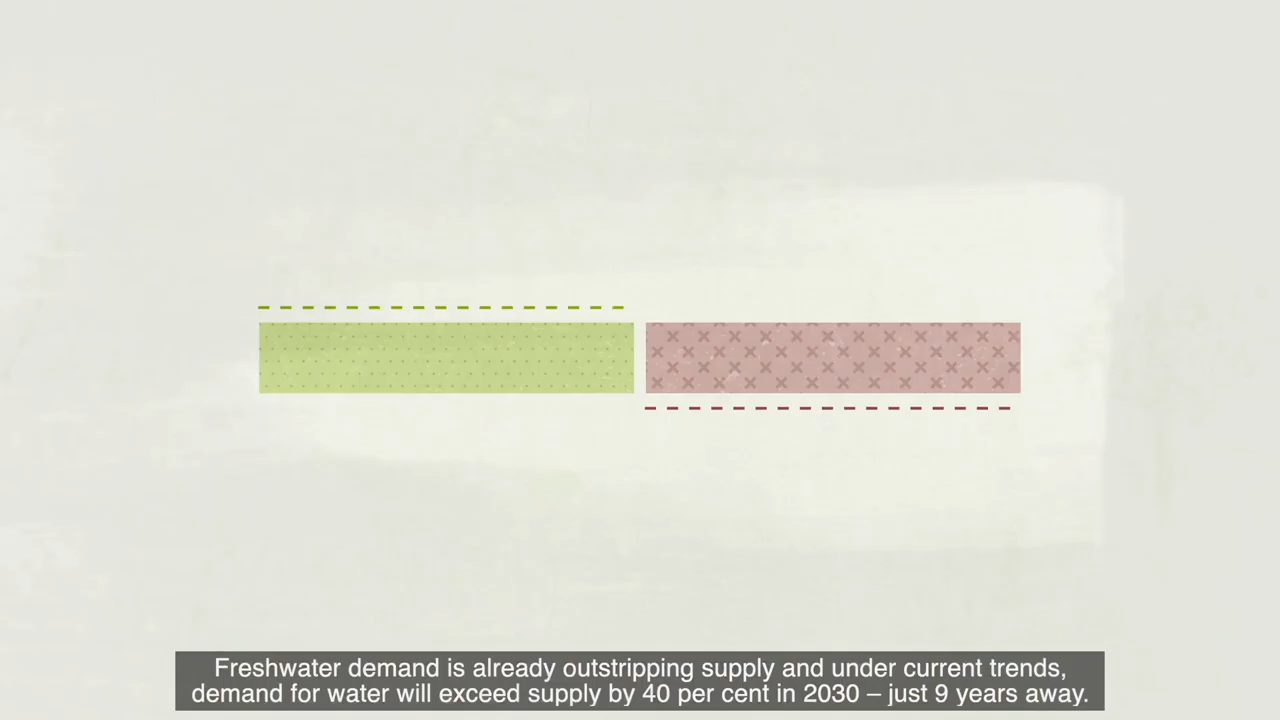 Freshwater demand is already outstripping supply and under current trends,
demand for water will exceed supply by 40 per cent in 2030 – just 9 years away.